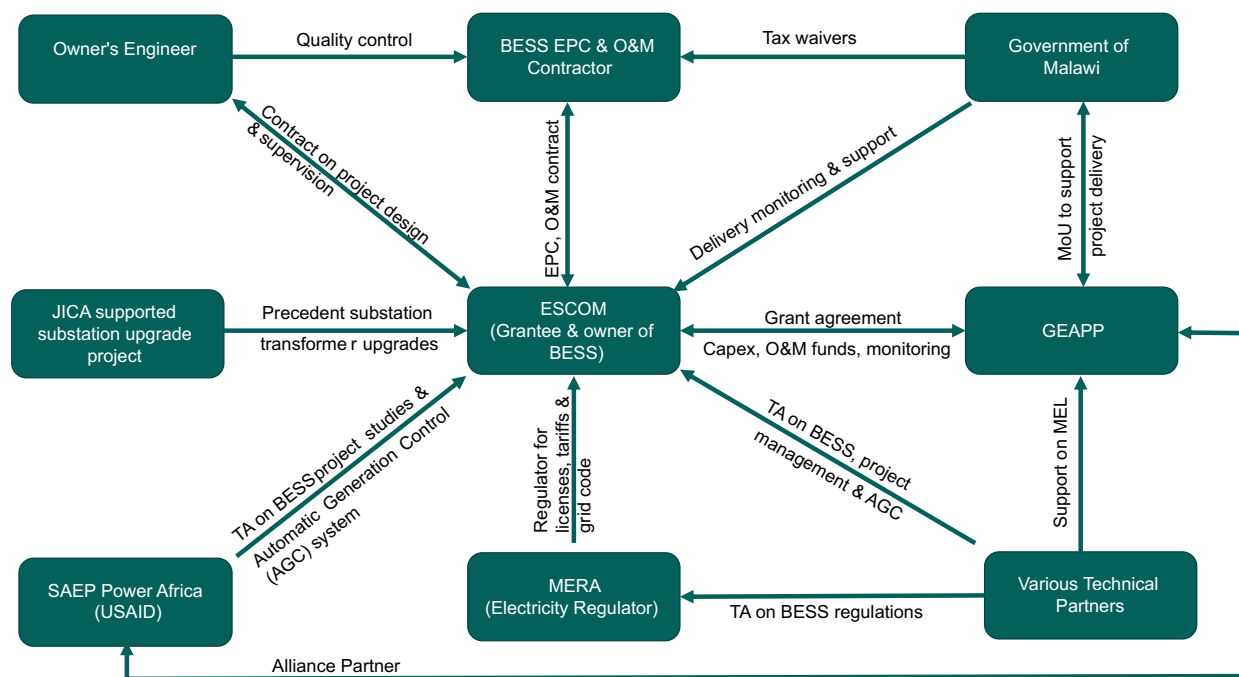 Owner's Engineer
Quality control
BESS EPC & O&M
Contractor
Tax waivers
Government of
Malawi
Contract on project design
& supervision
EPC, O&M contract
Delivery monitoring & support
MoU to support
project delivery
JICA supported
substation upgrade
project
Precedent substation
transforme r upgrades
ESCOM
(Grantee & owner of
BESS)
Grant agreement
Capex, O&M funds, monitoring
GEAPP
TA on BESS project studies &
Automatic Generation Control
(AGC) system
Regulator for
licenses, tariffs &
grid code
TA on BESS, project
management & AGC
Support on MEL
SAEP Power Africa
(USAID)
MERA
(Electricity Regulator)
TA on BESS regulations
Various Technical
Partners
Alliance Partner